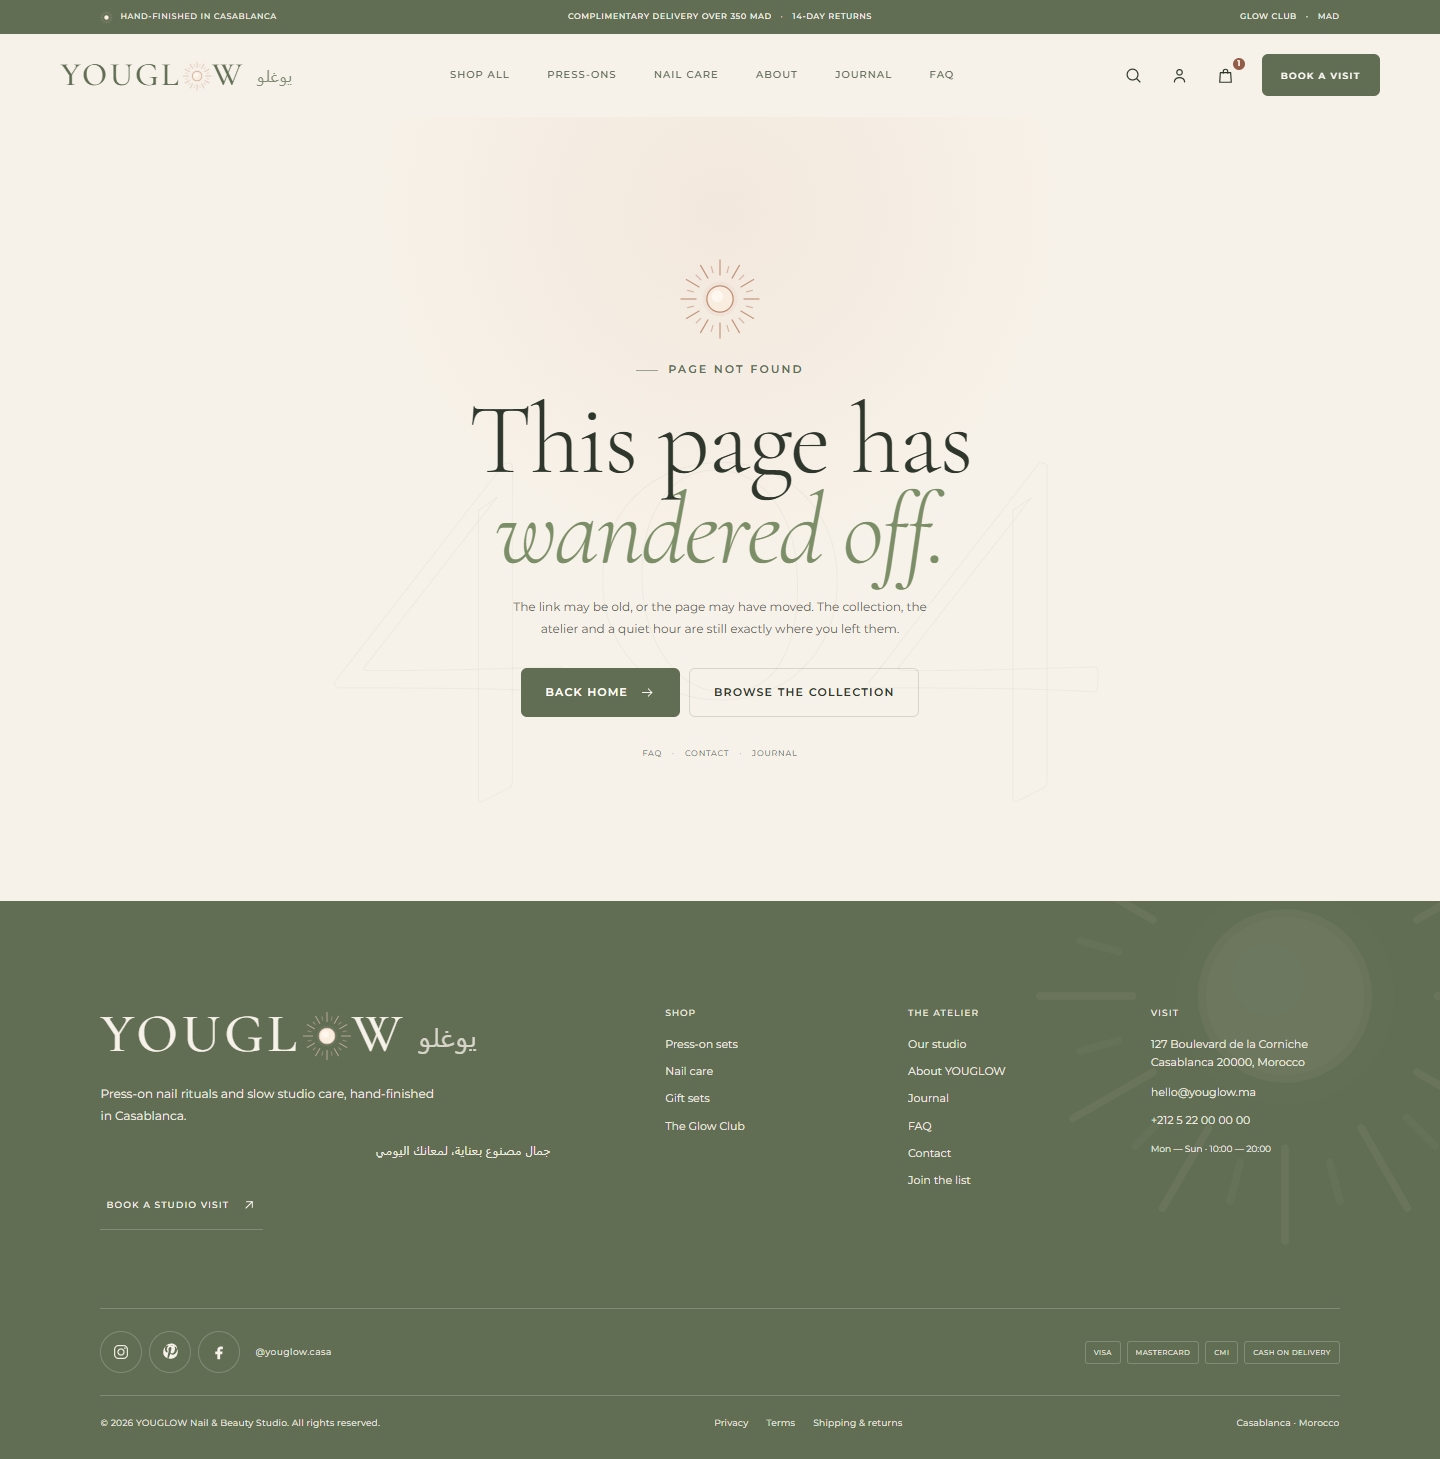 HAND-FINISHED IN CASABLANCA
COMPLIMENTARY DELIVERY OVER 350 MAD · 14-DAY RETURNS
GLOW CLUB · MAD
YOUGLOW يوغلو
SHOP ALL PRESS-ONS NAIL CARE ABOUT JOURNAL FAQ
1
BOOK A VISIT
PAGE NOT FOUND
404
This page has
wandered off.
The link may be old, or the page may have moved. The collection, the
atelier and a quiet hour are still exactly where you left them.
BACK HOME →
BROWSE THE COLLECTION
FAQ · CONTACT · JOURNAL
YOUGLOW يوغلو
Press-on nail rituals and slow studio care, hand-finished
in Casablanca.
جمال مصنوع بعناية، لمعانك اليومي
BOOK A STUDIO VISIT
SHOP
Press-on sets
Nail care
Gift sets
The Glow Club
THE ATELIER
Our studio
About YOUGLOW
Journal
FAQ
Contact
Join the list
VISIT
127 Boulevard de la Corniche
Casablanca 20000, Morocco
hello@youglow.ma
+212 5 22 00 00 00
Mon — Sun · 10:00 — 20:00
@youglow.casa
VISA MASTERCARD CMI CASH ON DELIVERY
© 2026 YOUGLOW Nail & Beauty Studio. All rights reserved.
Privacy Terms Shipping & returns
Casablanca · Morocco